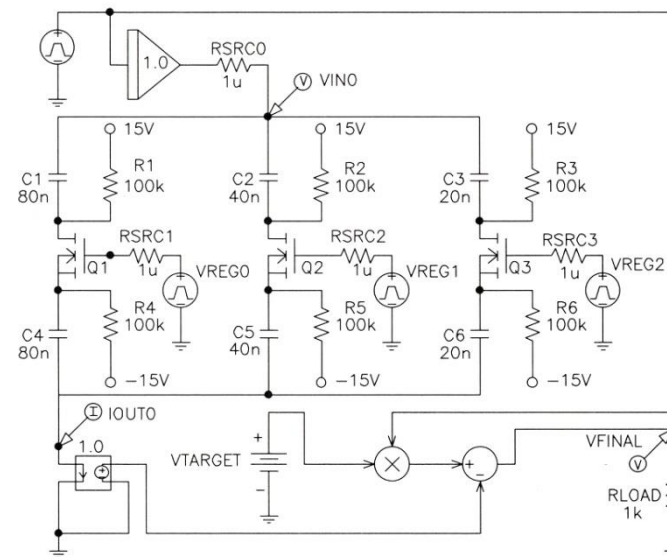 1.0
RSRC0
1u
VIN0
15V
15V
15V
C1
80n
R1
100k
C2
40n
R2
100k
C3
20n
R3
100k
Q1
RSRC1
1u
VREG0
Q2
RSRC2
1u
VREG1
Q3
RSRC3
1u
VREG2
C4
80n
R4
100k
C5
40n
R5
100k
C6
20n
R6
100k
-15V
-15V
-15V
IOUT0
1.0
VTARGET
VFINAL
RLOAD
1k